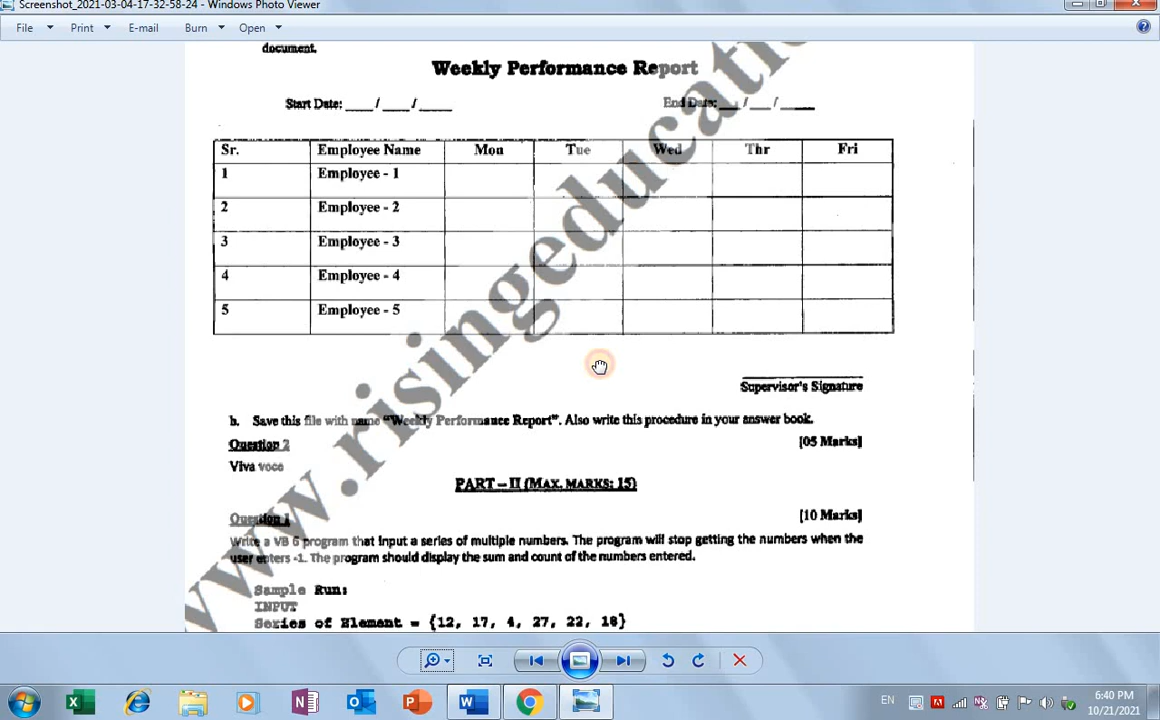 Screenshot_2021-03-04-17-32-58-24 - Windows Photo Viewer
File Print E-mail Burn Open
document.
Weekly Performance Report
Start Date: ____ / ____ / _____ End Date: ___ / ___ / _____
Sr. Employee Name Mon Tue Wed Thr Fri
1 Employee - 1
2 Employee - 2
3 Employee - 3
4 Employee - 4
5 Employee - 5
Supervisor's Signature
b. Save this file with name "Weekly Performance Report". Also write this procedure in your answer book.
Question 2 [05 Marks]
Viva voce
PART – II (MAX. MARKS: 15)
Question 1 [10 Marks]
Write a VB 6 program that input a series of multiple numbers. The program will stop getting the numbers when the
user enters -1. The program should display the sum and count of the numbers entered.
Sample Run:
INPUT
Series of Element = {12, 17, 4, 27, 22, 18}
www.risingeducatio
EN
6:40 PM
10/21/2021